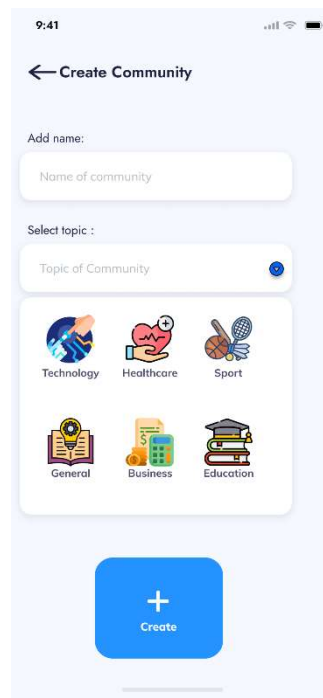 9:41
Create Community
Add name:
Name of community
Select topic :
Topic of Community
Technology Healthcare Sport
General Business Education
Create